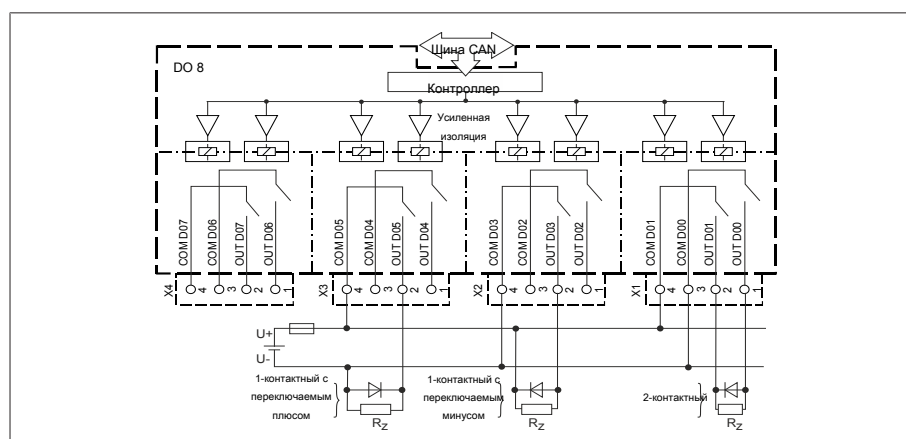 Шина CAN
DO 8
Контроллер
Усиленная
изоляция
COM D07
COM D06
OUT D07
OUT D06
COM D05
COM D04
OUT D05
OUT D04
COM D03
COM D02
OUT D03
OUT D02
COM D01
COM D00
OUT D01
OUT D00
X4
4
3
2
1
X3
4
3
2
1
X2
4
3
2
1
X1
4
3
2
1
U+
U-
1-контактный с
переключаемым
плюсом
RZ
1-контактный с
переключаемым
минусом
RZ
2-контактный
RZ